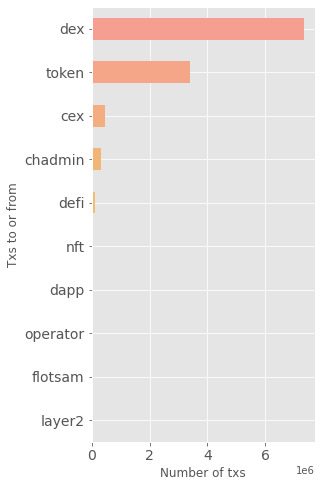 dex
token
cex
chadmin
defi
nft
dapp
operator
flotsam
layer2
Txs to or from
0 2 4 6
1e6
Number of txs